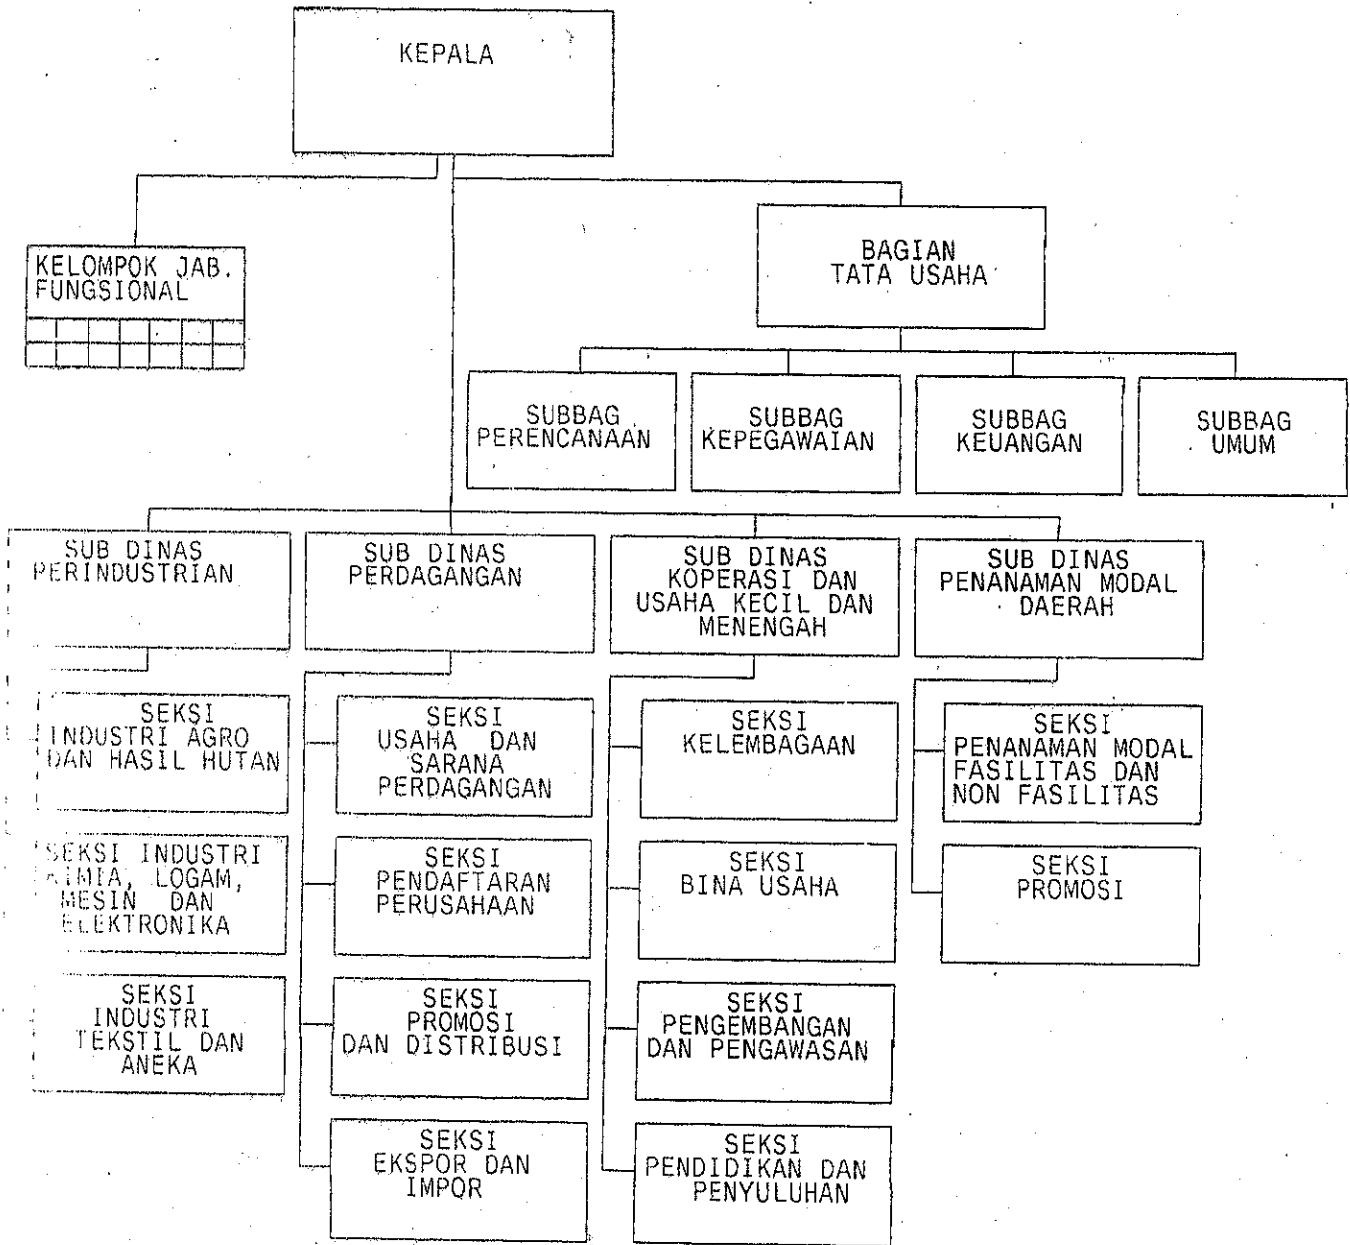 KEPALA
KELOMPOK JAB.
FUNGSIONAL
BAGIAN
TATA USAHA
SUBBAG
PERENCANAAN
SUBBAG
KEPEGAWAIAN
SUBBAG
KEUANGAN
SUBBAG
UMUM
SUB DINAS
PERINDUSTRIAN
SUB DINAS
PERDAGANGAN
SUB DINAS
KOPERASI DAN
USAHA KECIL DAN
MENENGAH
SUB DINAS
PENANAMAN MODAL
DAERAH
SEKSI
INDUSTRI AGRO
DAN HASIL HUTAN
SEKSI
USAHA DAN
SARANA
PERDAGANGAN
SEKSI
KELEMBAGAAN
SEKSI
PENANAMAN MODAL
FASILITAS DAN
NON FASILITAS
SEKSI INDUSTRI
KIMIA, LOGAM,
MESIN DAN
ELEKTRONIKA
SEKSI
PENDAFTARAN
PERUSAHAAN
SEKSI
BINA USAHA
SEKSI
PROMOSI
SEKSI
INDUSTRI
TEKSTIL DAN
ANEKA
SEKSI
PROMOSI
DAN DISTRIBUSI
SEKSI
PENGEMBANGAN
DAN PENGAWASAN
SEKSI
EKSPOR DAN
IMPOR
SEKSI
PENDIDIKAN DAN
PENYULUHAN